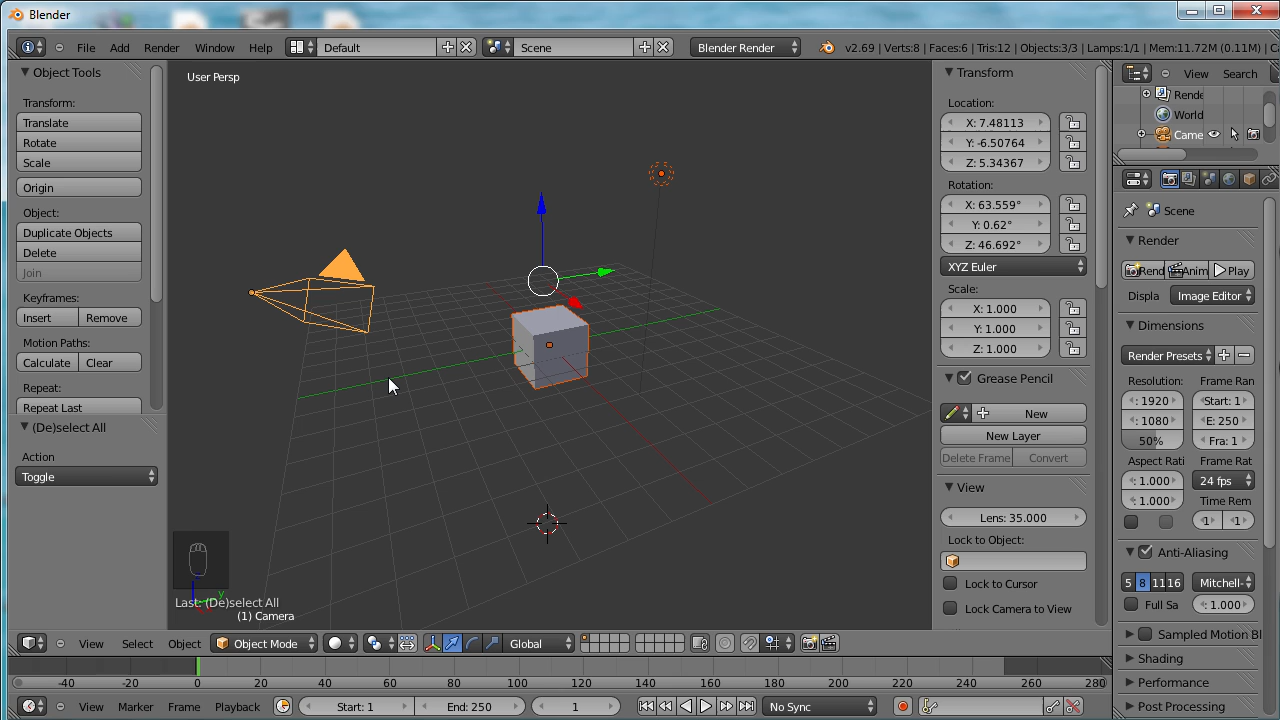 Blender
File Add Render Window Help Default Scene Blender Render v2.69 | Verts:8 | Faces:6 | Tris:12 | Objects:3/3 | Lamps:1/1 | Mem:11.72M (0.11M) | C
Object Tools
Transform:
Translate
Rotate
Scale
Origin
Object:
Duplicate Objects
Delete
Join
Keyframes:
Insert Remove
Motion Paths:
Calculate Clear
Repeat:
Repeat Last
(De)select All
Action
Toggle
User Persp
Last: (De)select All
(1) Camera
y
Transform
Location:
X: 7.48113
Y: -6.50764
Z: 5.34367
Rotation:
X: 63.559°
Y: 0.62°
Z: 46.692°
XYZ Euler
Scale:
X: 1.000
Y: 1.000
Z: 1.000
Grease Pencil
New
New Layer
Delete Frame Convert
View
Lens: 35.000
Lock to Object:
Lock to Cursor
Lock Camera to View
View Search
Rende
World
Came
Scene
Render
Rend Anim Play
Displa Image Editor
Dimensions
Render Presets
Resolution: Frame Ran
: 1920 Start: 1
: 1080 E: 250
50% Fra: 1
Aspect Rati Frame Rat
: 1.000 24 fps
: 1.000 Time Rem
1 1
Anti-Aliasing
5 8 11 16 Mitchell-
Full Sa : 1.000
Sampled Motion Bl
Shading
Performance
Post Processing
View Select Object Object Mode Global
-40 -20 0 20 40 60 80 100 120 140 160 180 200 220 240 260 280
View Marker Frame Playback Start: 1 End: 250 1 No Sync